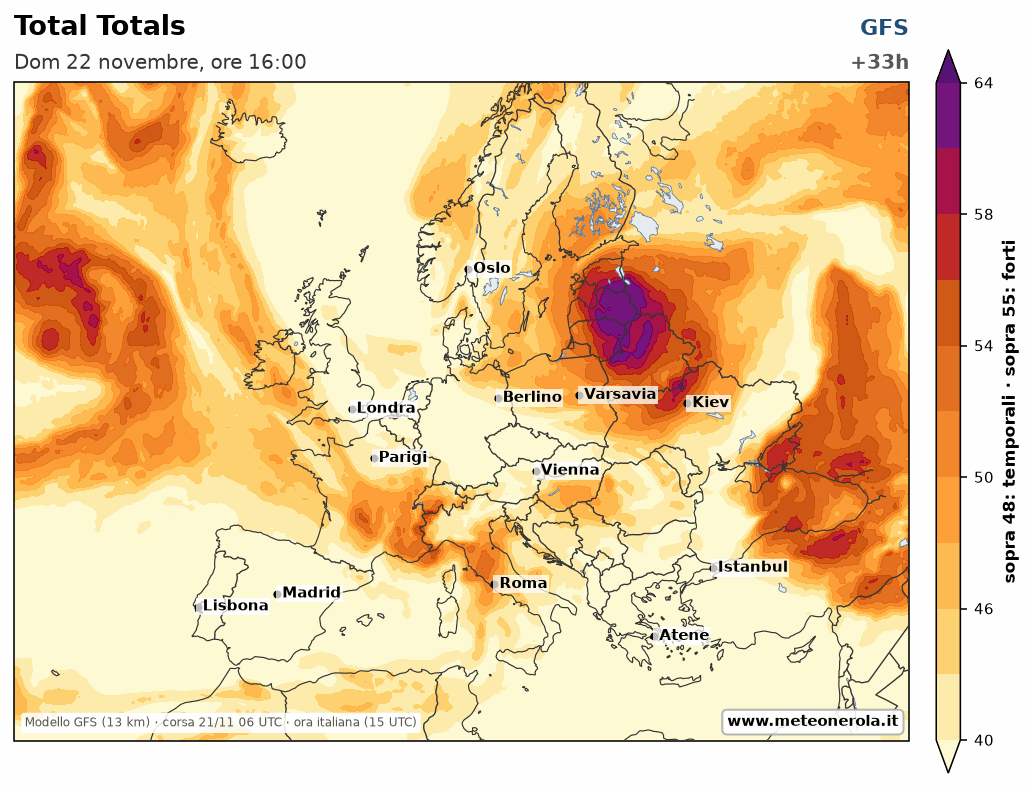 Total Totals
GFS
Dom 22 novembre, ore 16:00
+33h
64
58
54
50
46
40
sopra 48: temporali · sopra 55: forti
Oslo
Berlino
Varsavia
Kiev
Londra
Parigi
Vienna
Istanbul
Roma
Madrid
Lisbona
Atene
Modello GFS (13 km) · corsa 21/11 06 UTC · ora italiana (15 UTC)
www.meteonerola.it